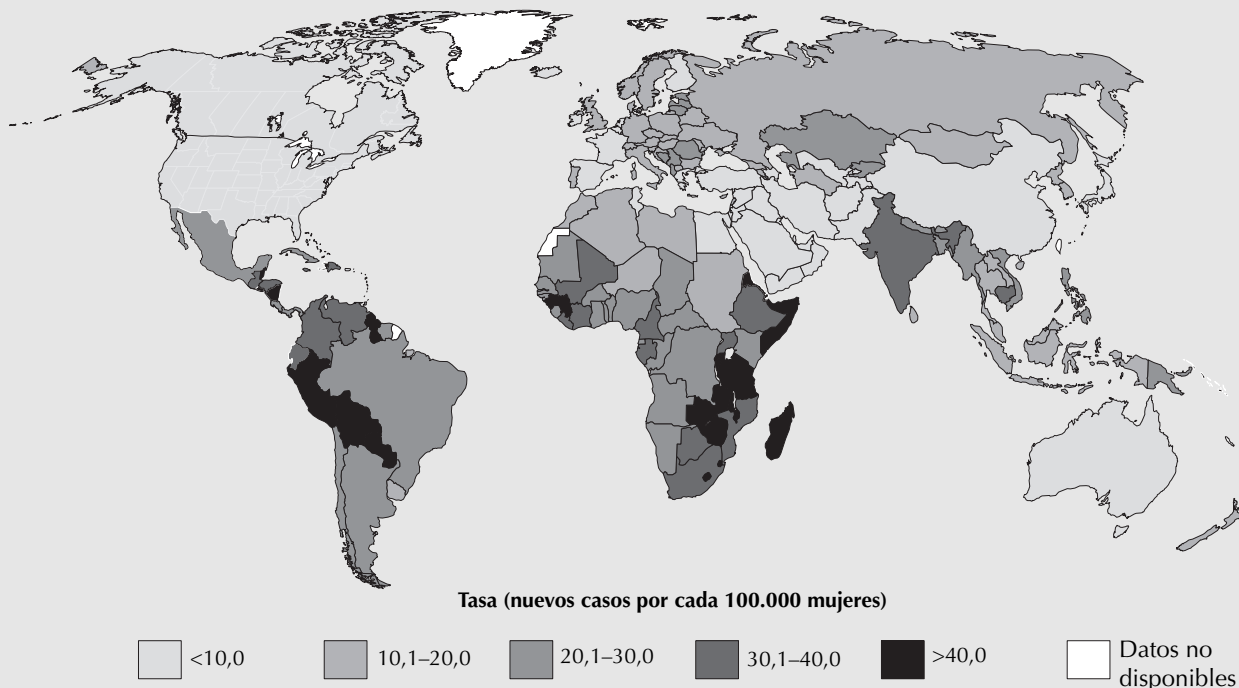 Tasa (nuevos casos por cada 100.000 mujeres)
<10,0
10,1–20,0
20,1–30,0
30,1–40,0
>40,0
Datos no
disponibles